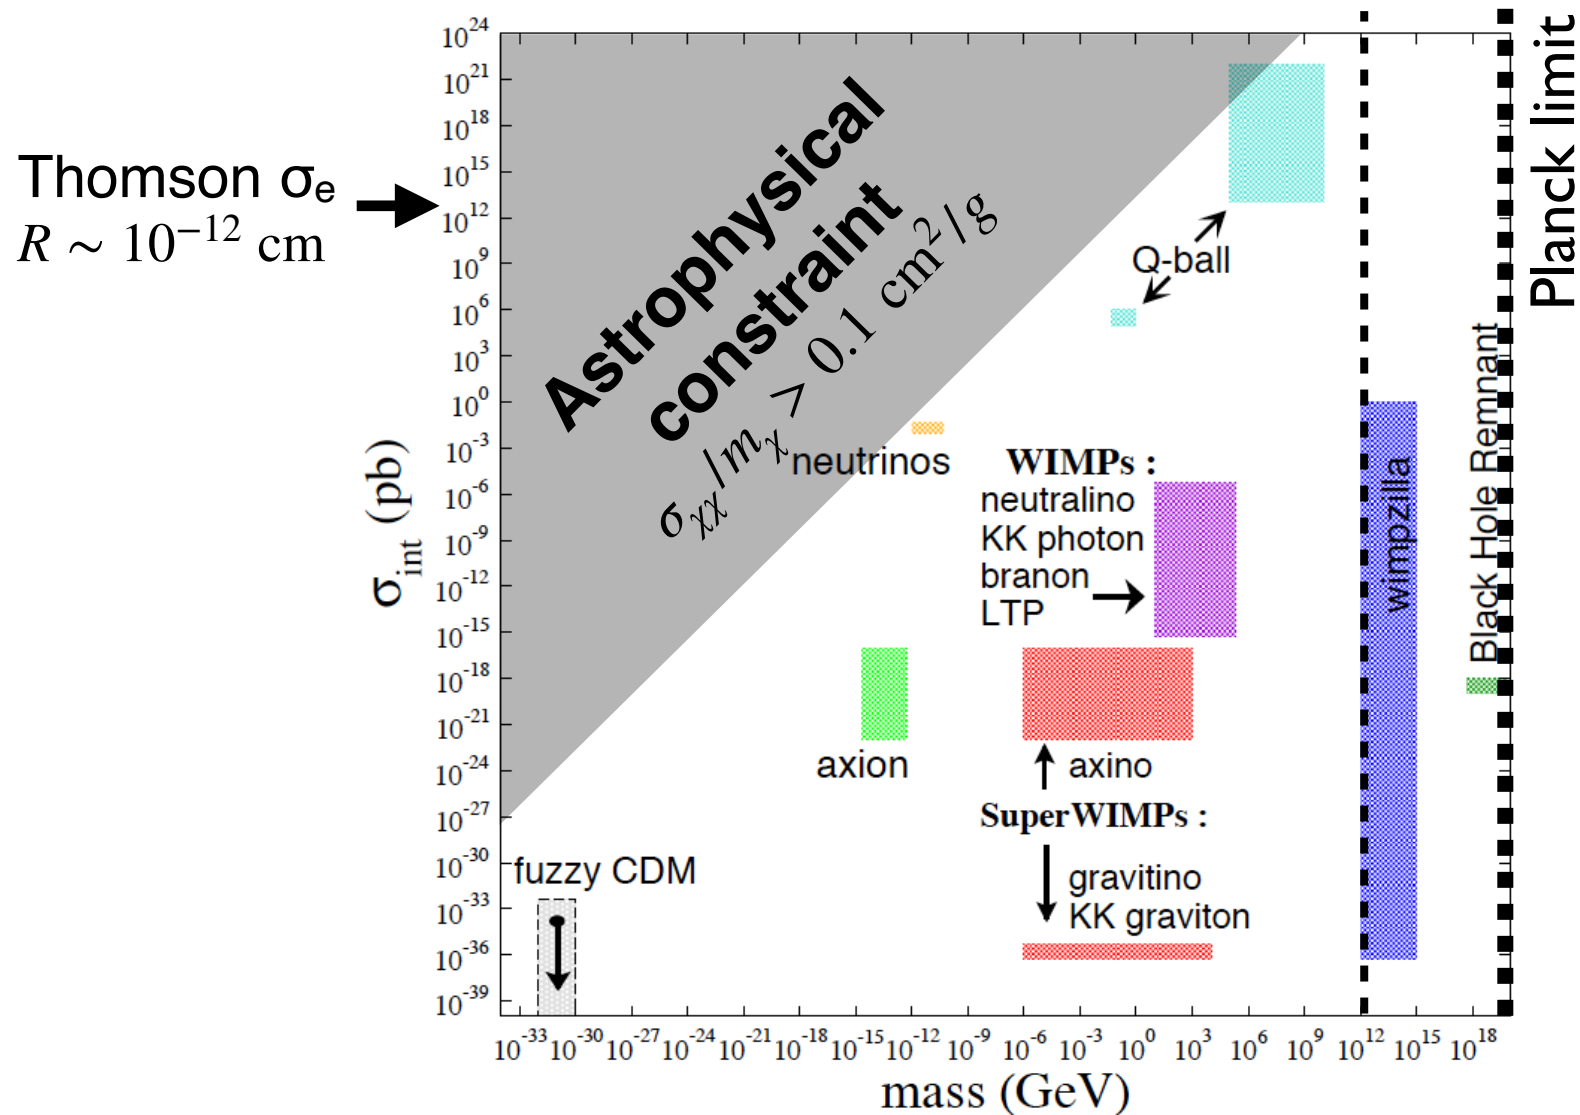 Thomson σₑ
R ~ 10⁻¹² cm
10²⁴
10²¹
10¹⁸
10¹⁵
10¹²
10⁹
10⁶
10³
10⁰
10⁻³
10⁻⁶
10⁻⁹
10⁻¹²
10⁻¹⁵
10⁻¹⁸
10⁻²¹
10⁻²⁴
10⁻²⁷
10⁻³⁰
10⁻³³
10⁻³⁶
10⁻³⁹
σ_int (pb)
Astrophysical
constraint
σ_χχ/m_χ > 0.1 cm²/g
Q-ball
neutrinos
WIMPs :
neutralino
KK photon
branon
LTP
axion
axino
SuperWIMPs :
gravitino
KK graviton
fuzzy CDM
wimpzilla
Black Hole Remnant
Planck limit
10⁻³³ 10⁻³⁰ 10⁻²⁷ 10⁻²⁴ 10⁻²¹ 10⁻¹⁸ 10⁻¹⁵ 10⁻¹² 10⁻⁹ 10⁻⁶ 10⁻³ 10⁰ 10³ 10⁶ 10⁹ 10¹² 10¹⁵ 10¹⁸
mass (GeV)